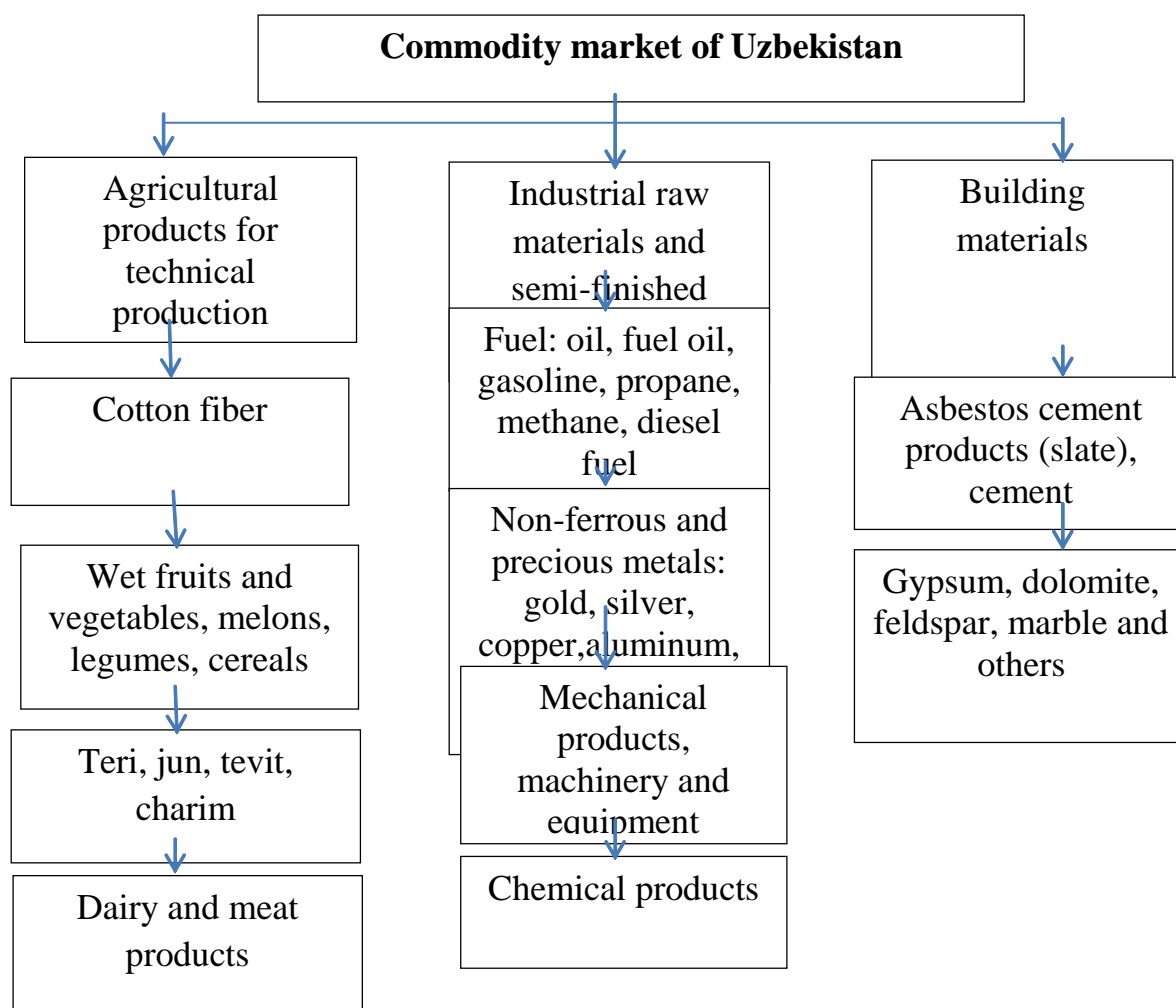 Commodity market of Uzbekistan
Agricultural
products for
technical
production
Cotton fiber
Wet fruits and
vegetables, melons,
legumes, cereals
Teri, jun, tevit,
charim
Dairy and meat
products
Industrial raw
materials and
semi-finished
Fuel: oil, fuel oil,
gasoline, propane,
methane, diesel
fuel
Non-ferrous and
precious metals:
gold, silver,
copper,aluminum,
Mechanical
products,
machinery and
equipment
Chemical products
Building
materials
Asbestos cement
products (slate),
cement
Gypsum, dolomite,
feldspar, marble and
others